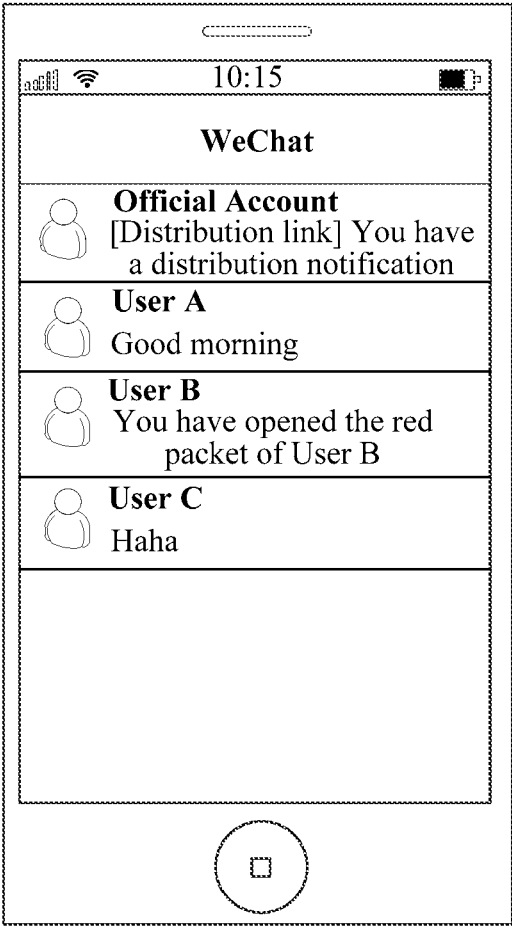 10:15
WeChat
Official Account
[Distribution link] You have
a distribution notification
User A
Good morning
User B
You have opened the red
packet of User B
User C
Haha